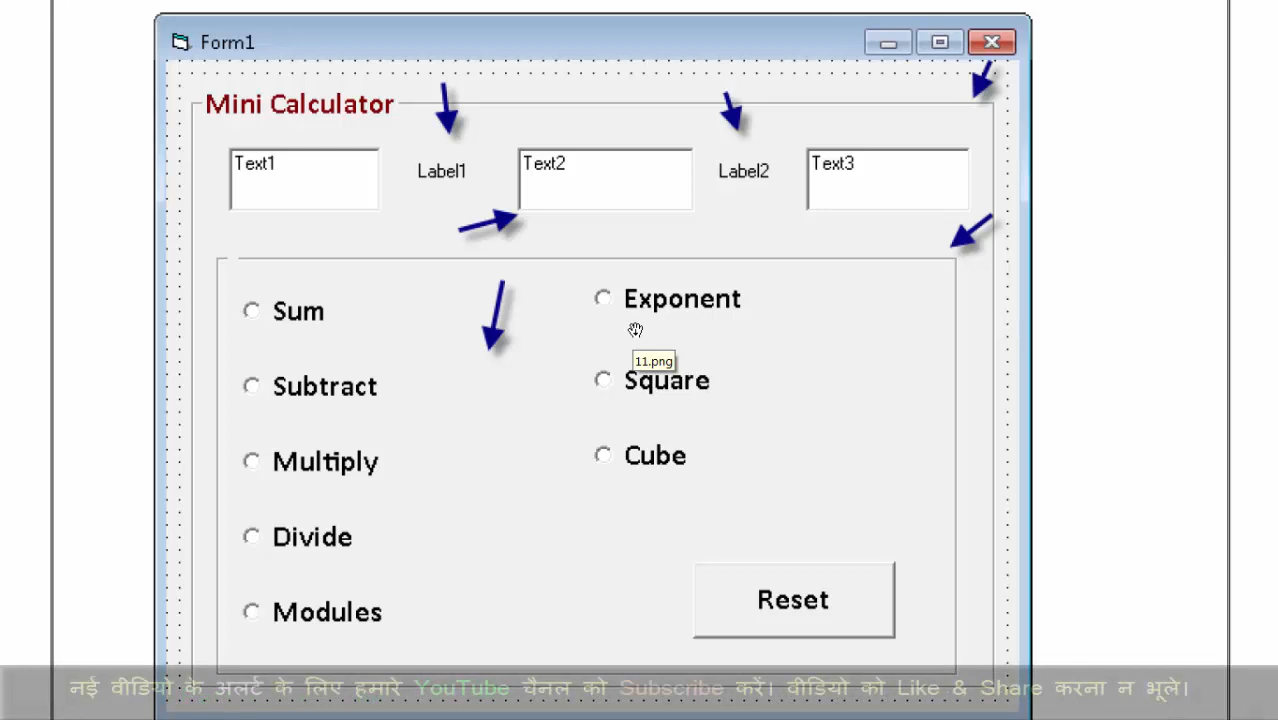 Form1
Mini Calculator
Text1 Label1 Text2 Label2 Text3
Sum
Exponent
11.png
Subtract
Square
Multiply
Cube
Divide
Modules
Reset
नई वीडियो के अलर्ट के लिए हमारे YouTube चैनल को Subscribe करें। वीडियो को Like & Share करना न भूले।